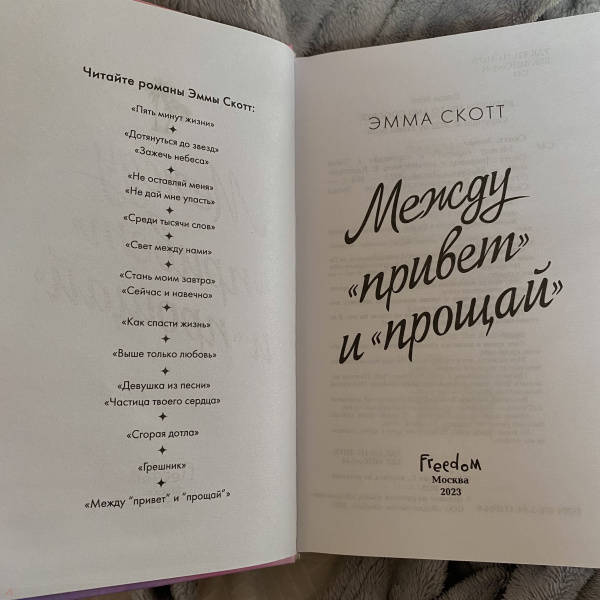 Читайте романы Эммы Скотт:
«Пять минут жизни»
«Дотянуться до звезд»
«Зажечь небеса»
«Не оставляй меня»
«Не дай мне упасть»
«Среди тысячи слов»
«Свет между нами»
«Стань моим завтра»
«Сейчас и навечно»
«Как спасти жизнь»
«Выше только любовь»
«Девушка из песни»
«Частица твоего сердца»
«Сгорая дотла»
«Грешник»
«Между "привет" и "прощай"»
ЭММА СКОТТ
Между
«привет»
и «прощай»
Freedom
Москва
2023